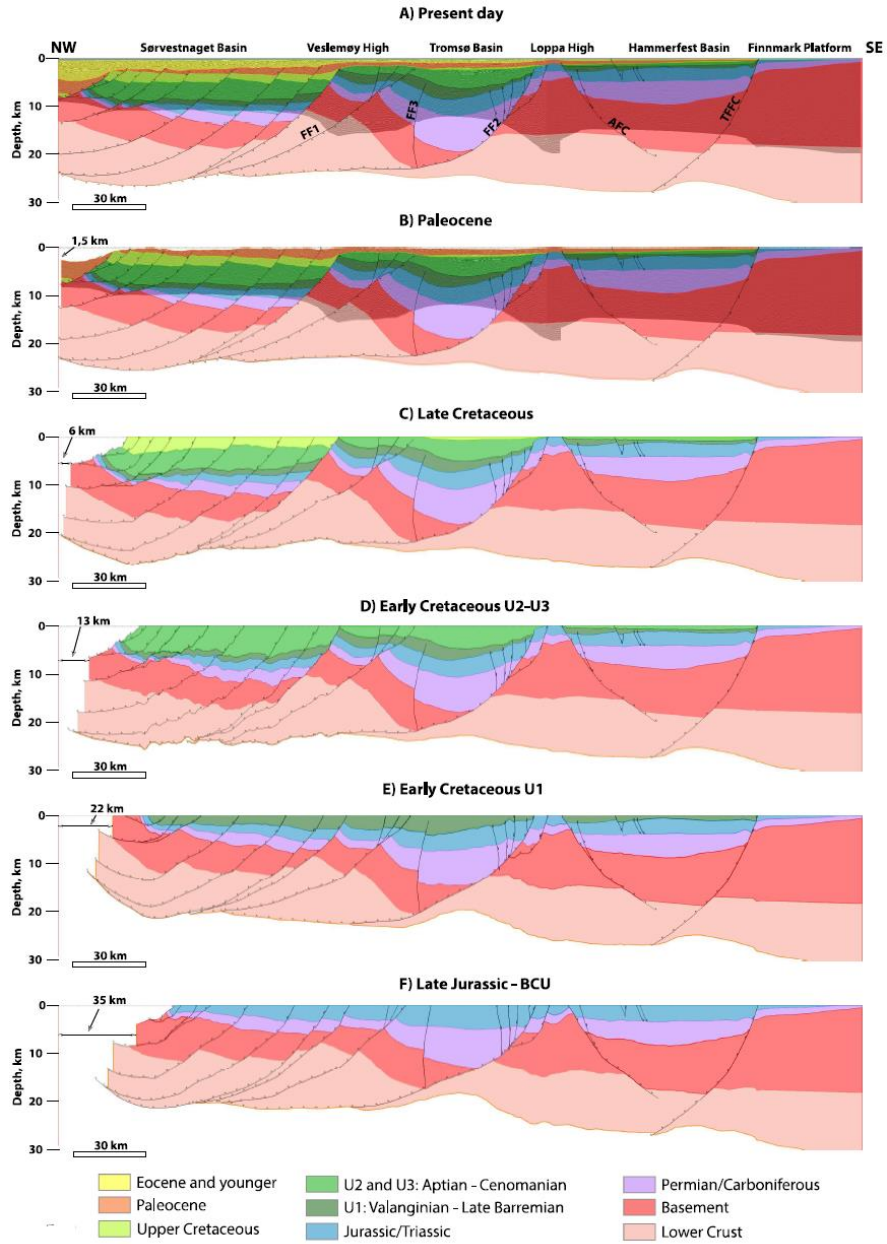 A) Present day
NW Sørvestnaget Basin Veslemøy High Tromsø Basin Loppa High Hammerfest Basin Finnmark Platform SE
0
10
20
30
Depth, km
FF1
FF3
FF2
AFC
TFFC
30 km
B) Paleocene
1,5 km
0
10
20
30
Depth, km
30 km
C) Late Cretaceous
6 km
0
10
20
30
Depth, km
30 km
D) Early Cretaceous U2–U3
13 km
0
10
20
30
Depth, km
30 km
E) Early Cretaceous U1
22 km
0
10
20
30
Depth, km
30 km
F) Late Jurassic – BCU
35 km
0
10
20
30
Depth, km
30 km
Eocene and younger
Paleocene
Upper Cretaceous
U2 and U3: Aptian – Cenomanian
U1: Valanginian – Late Barremian
Jurassic/Triassic
Permian/Carboniferous
Basement
Lower Crust